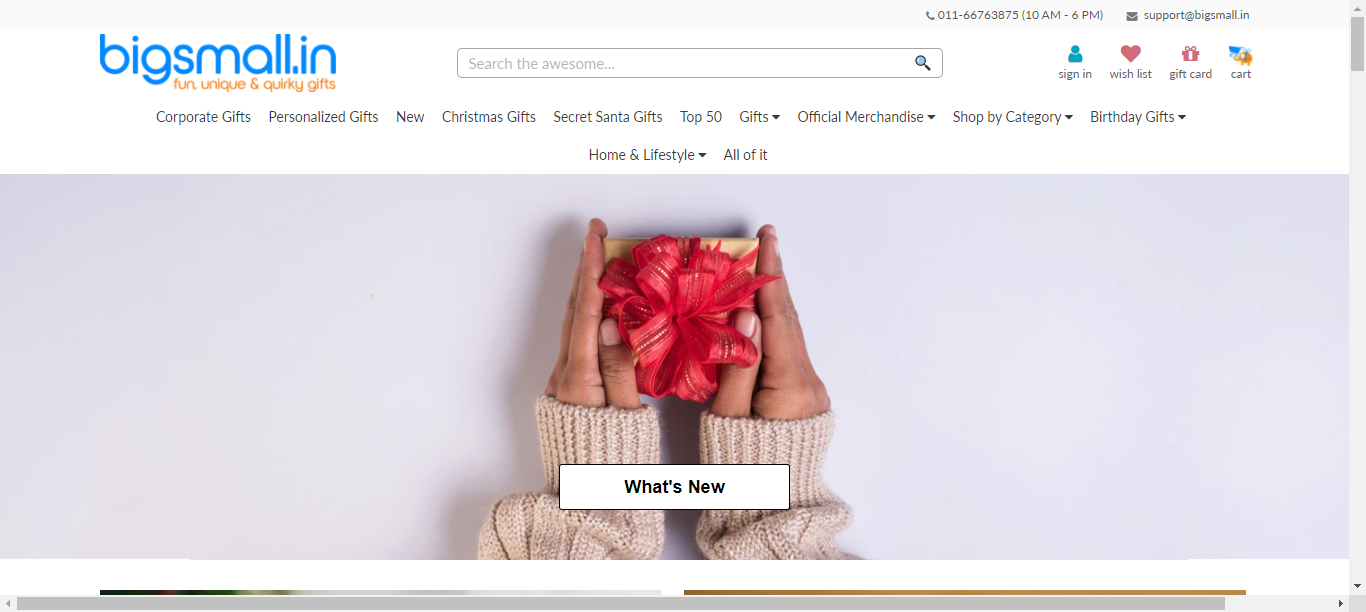 011-66763875 (10 AM - 6 PM) support@bigsmall.in
bigsmall.in
fun, unique & quirky gifts
Search the awesome...
sign in wish list gift card cart
Corporate Gifts Personalized Gifts New Christmas Gifts Secret Santa Gifts Top 50 Gifts Official Merchandise Shop by Category Birthday Gifts
Home & Lifestyle All of it
What's New